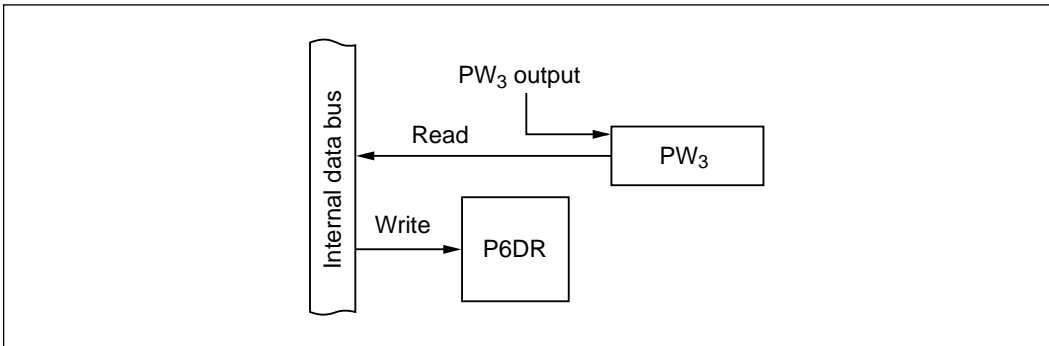 PW3 output
Internal data bus
Read
PW3
Write
P6DR